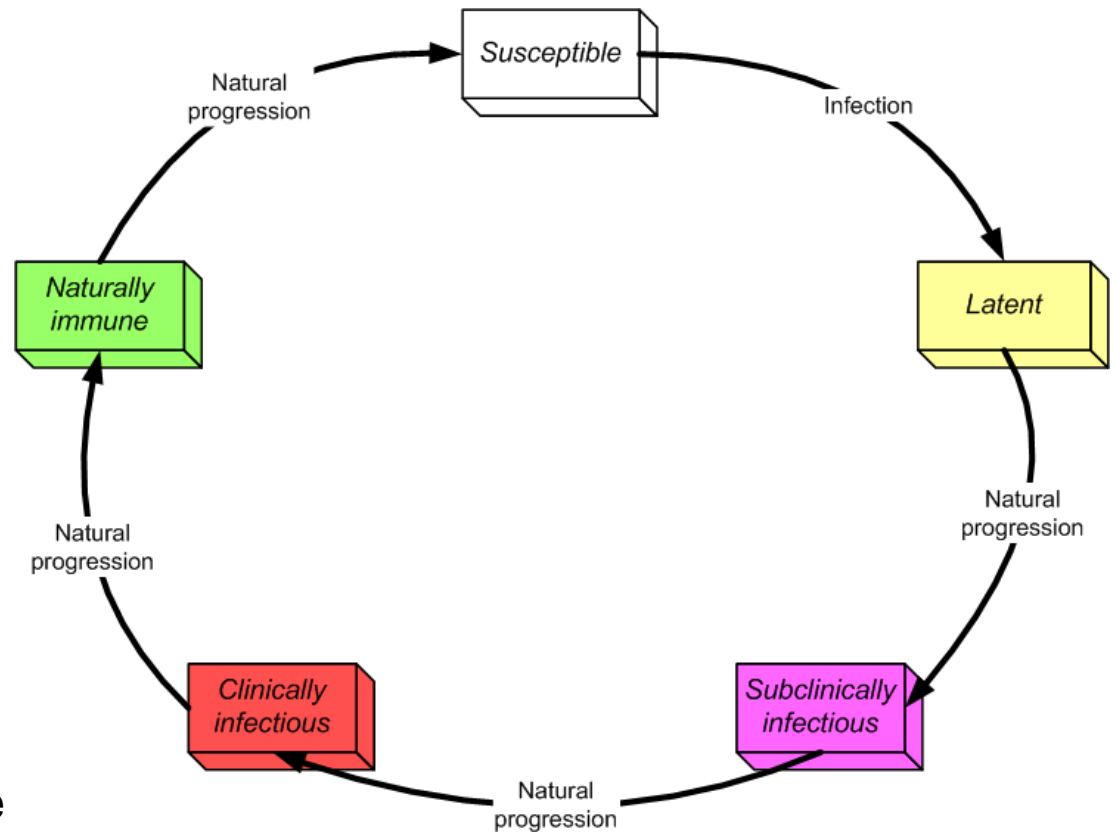 Susceptible
Infection
Latent
Natural
progression
Subclinically
infectious
Natural
progression
Clinically
infectious
Natural
progression
Naturally
immune
Natural
progression
e